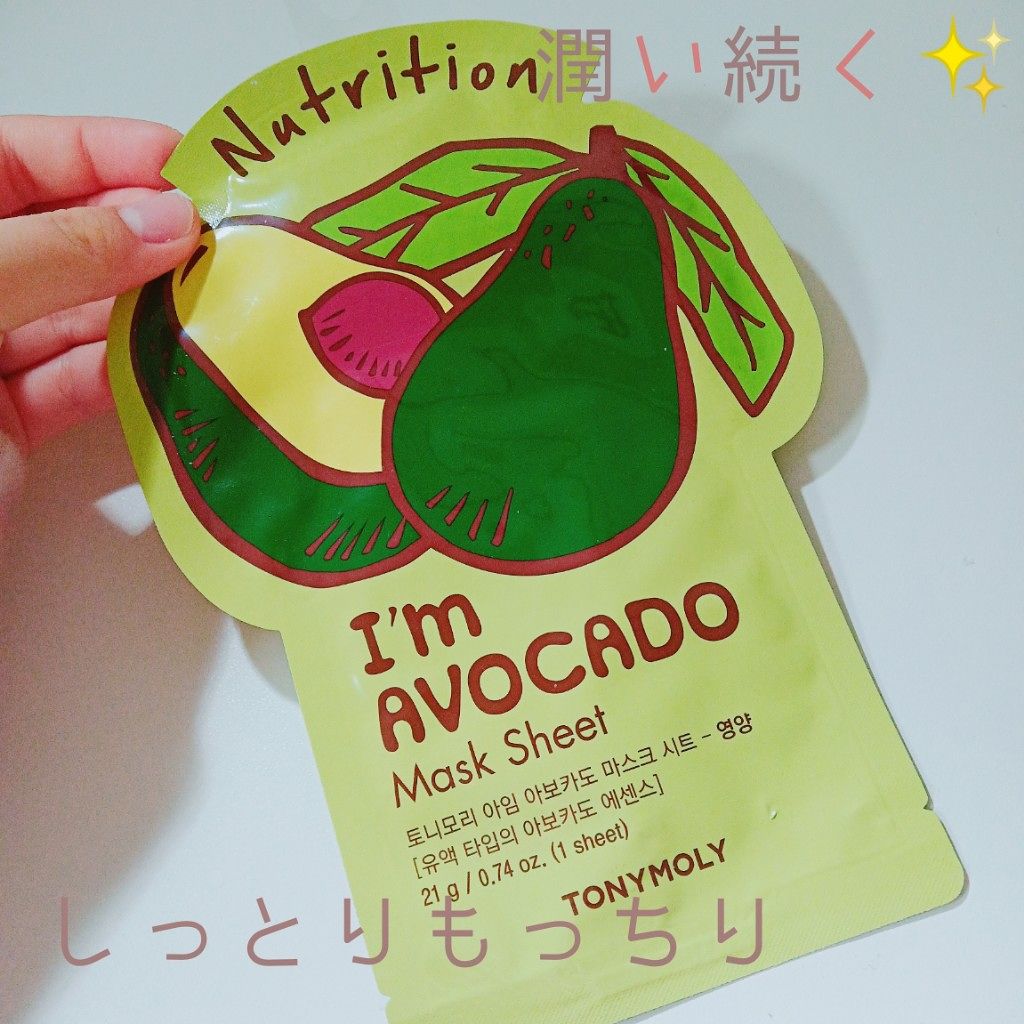 Nutrition
潤い続く✨
I'm
AVOCADO
Mask Sheet
토니모리 아임 아보카도 마스크 시트 - 영양
[유액 타입의 아보카도 에센스]
21 g / 0.74 oz. (1 sheet)
TONYMOLY
しっとりもっちり